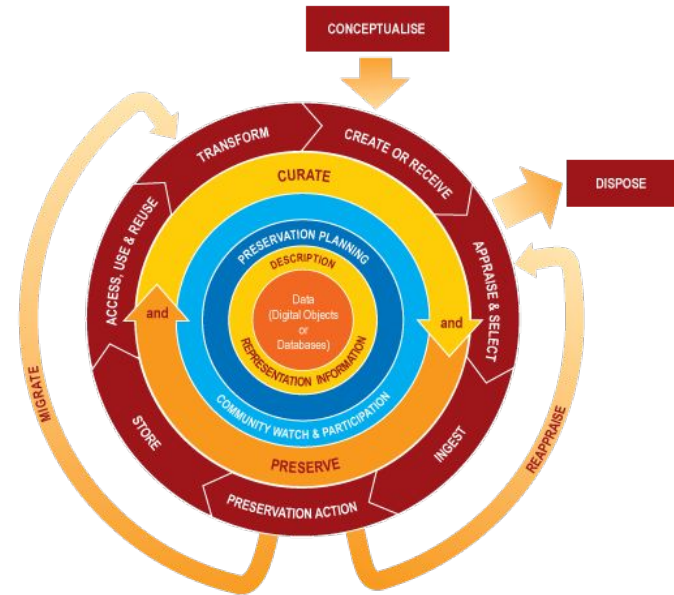 CONCEPTUALISE
DISPOSE
CREATE OR RECEIVE
APPRAISE & SELECT
INGEST
PRESERVATION ACTION
STORE
ACCESS, USE & REUSE
TRANSFORM
MIGRATE
REAPPRAISE
CURATE
and
PRESERVE
and
COMMUNITY WATCH & PARTICIPATION
PRESERVATION PLANNING
DESCRIPTION
REPRESENTATION INFORMATION
Data
(Digital Objects
or
Databases)